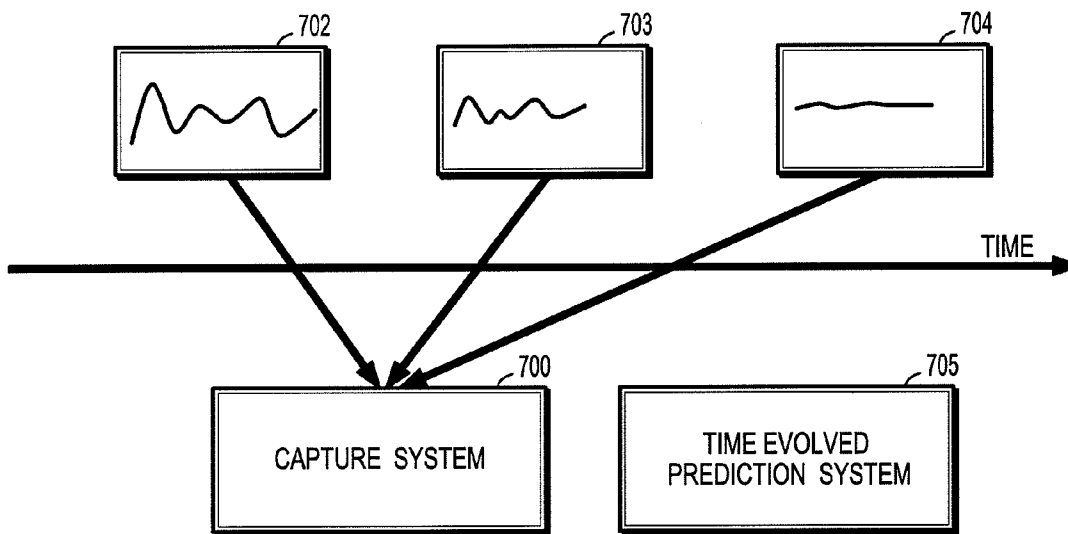 702
703
704
TIME
700
705
CAPTURE SYSTEM
TIME EVOLVED
PREDICTION SYSTEM